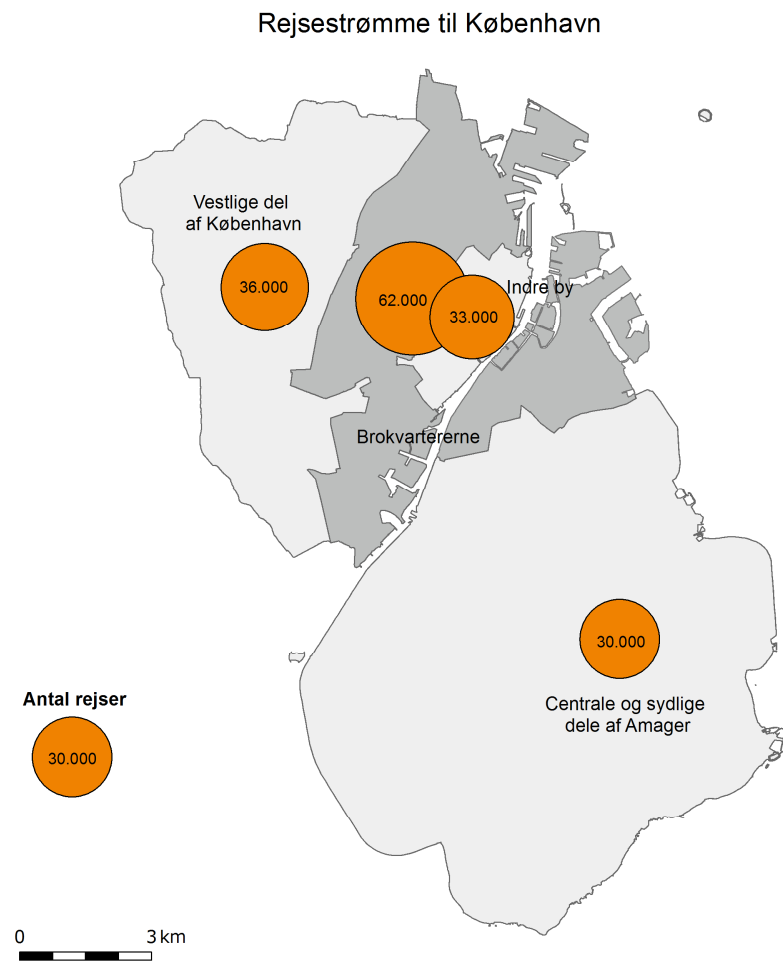 Rejsestrømme til København
Vestlige del
af København
36.000
62.000
33.000
Indre by
Brokvartererne
30.000
Centrale og sydlige
dele af Amager
Antal rejser
30.000
0 3 km